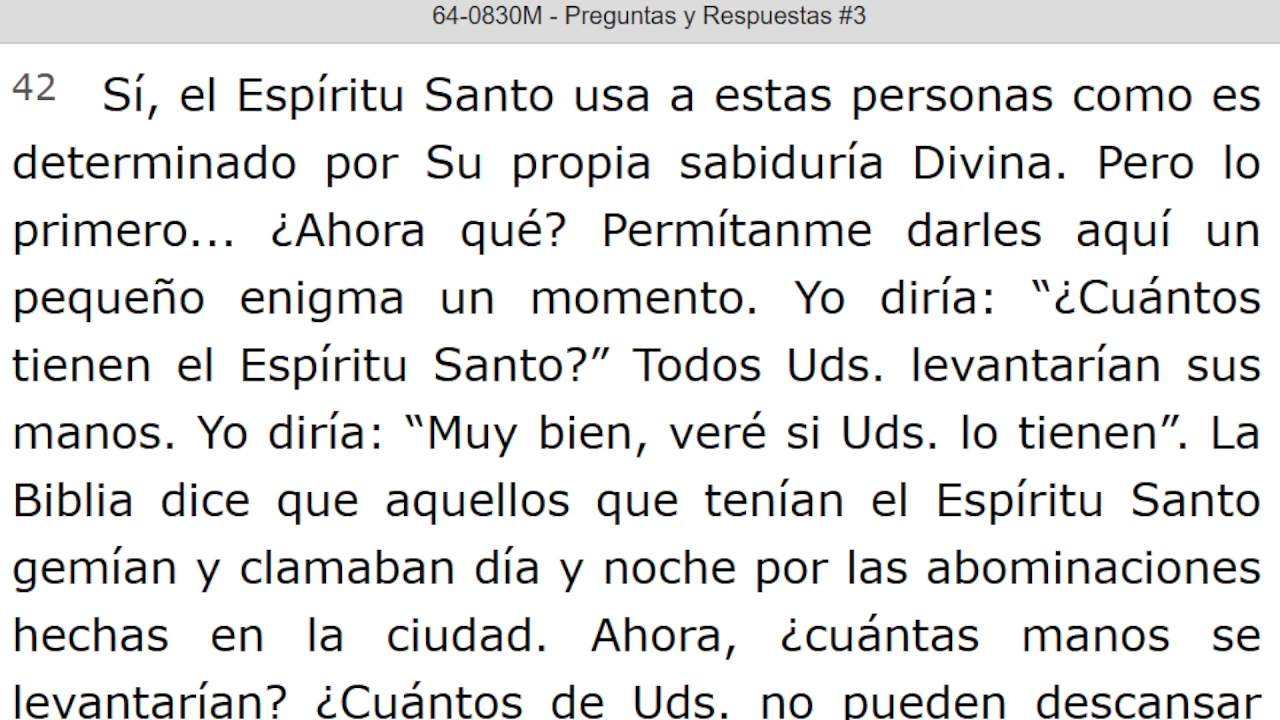 64-0830M - Preguntas y Respuestas #3
42 Sí, el Espíritu Santo usa a estas personas como es
determinado por Su propia sabiduría Divina. Pero lo
primero... ¿Ahora qué? Permítanme darles aquí un
pequeño enigma un momento. Yo diría: “¿Cuántos
tienen el Espíritu Santo?” Todos Uds. levantarían sus
manos. Yo diría: “Muy bien, veré si Uds. lo tienen”. La
Biblia dice que aquellos que tenían el Espíritu Santo
gemían y clamaban día y noche por las abominaciones
hechas en la ciudad. Ahora, ¿cuántas manos se
levantarían? ¿Cuántos de Uds. no pueden descansar